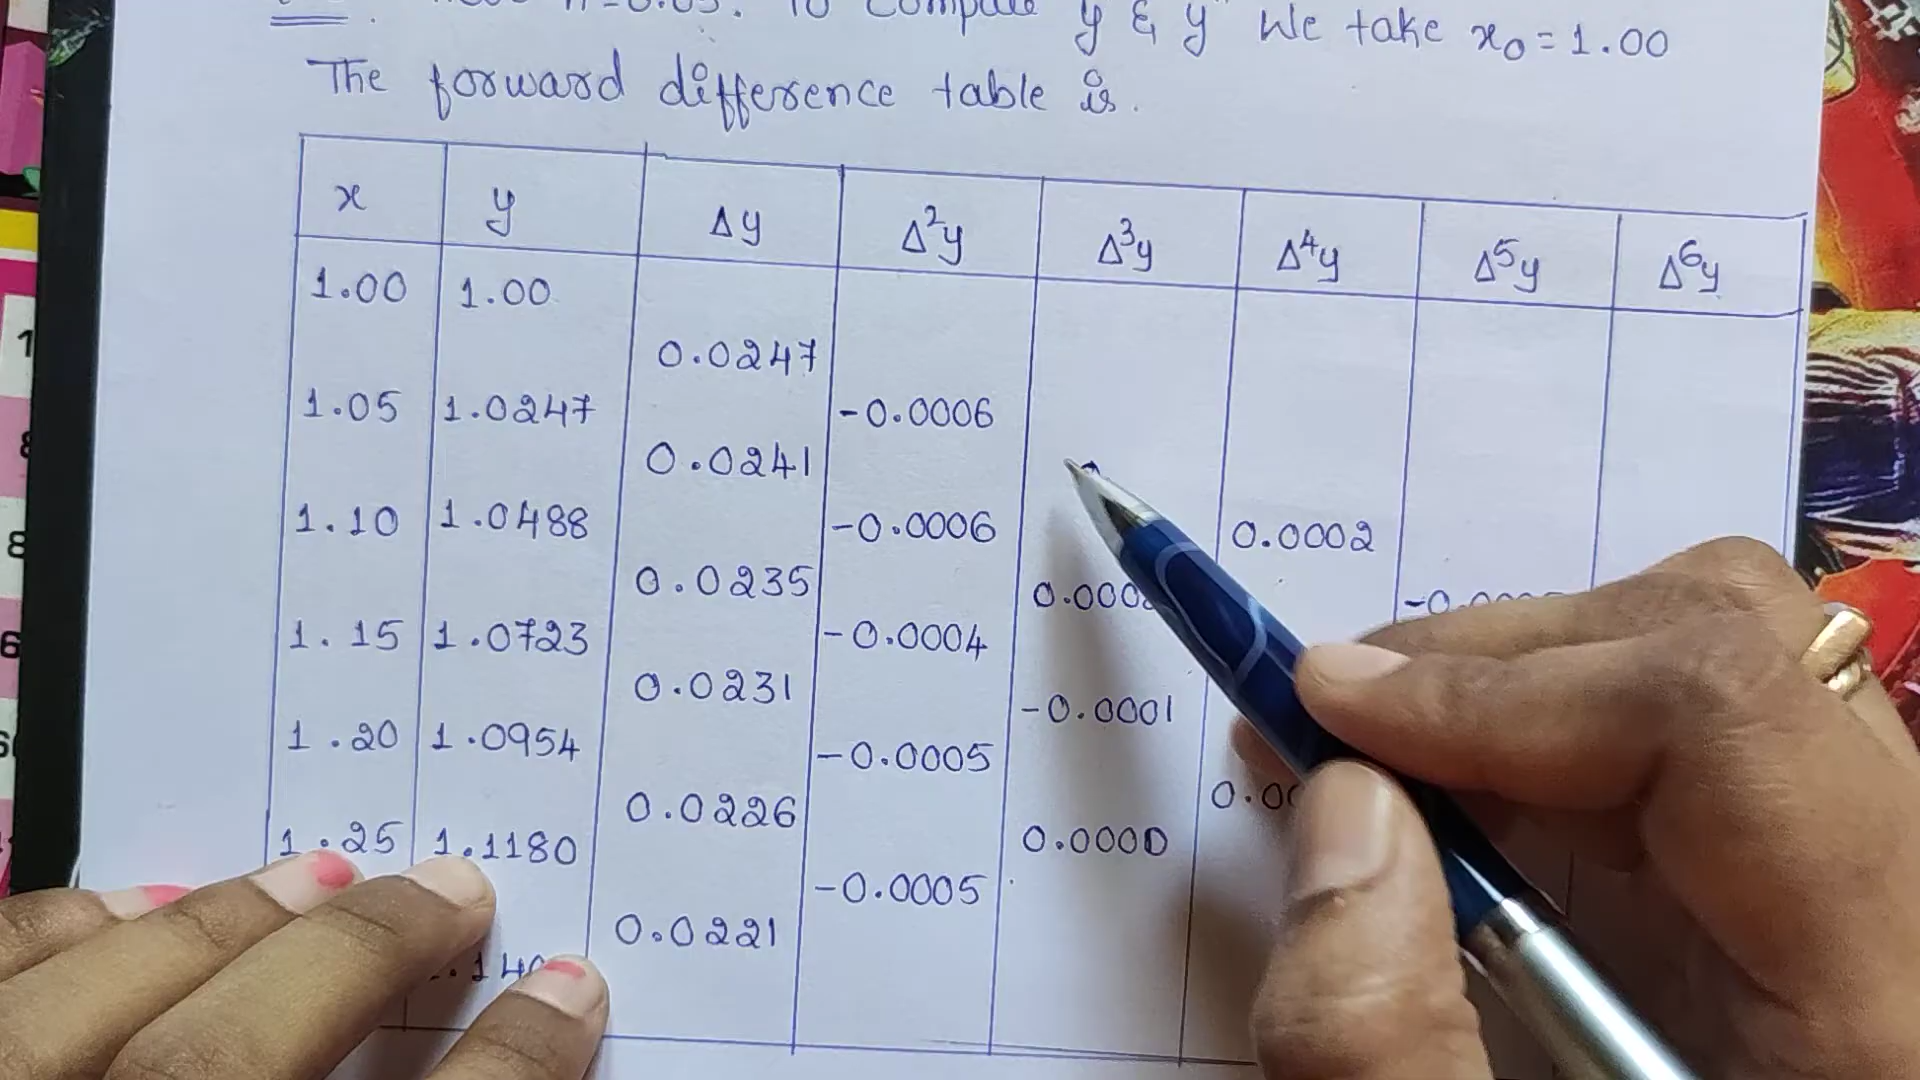 y & y" We take x₀ = 1.00
The forward difference table is.
x y Δy Δ²y Δ³y Δ⁴y Δ⁵y Δ⁶y
1.00 1.00
0.0247
1.05 1.0247 -0.0006
0.0241
1.10 1.0488 -0.0006 0.0002
0.0235
1.15 1.0723 -0.0004
0.0231 -0.0001
1.20 1.0954 -0.0005
0.0226 0.0000
1.25 1.1180 -0.0005
0.0221